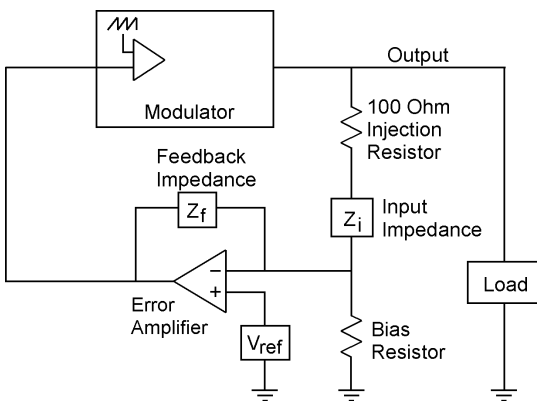 Modulator
Output
100 Ohm
Injection
Resistor
Feedback
Impedance
Zf
Zi
Input
Impedance
−
+
Error
Amplifier
Vref
Bias
Resistor
Load